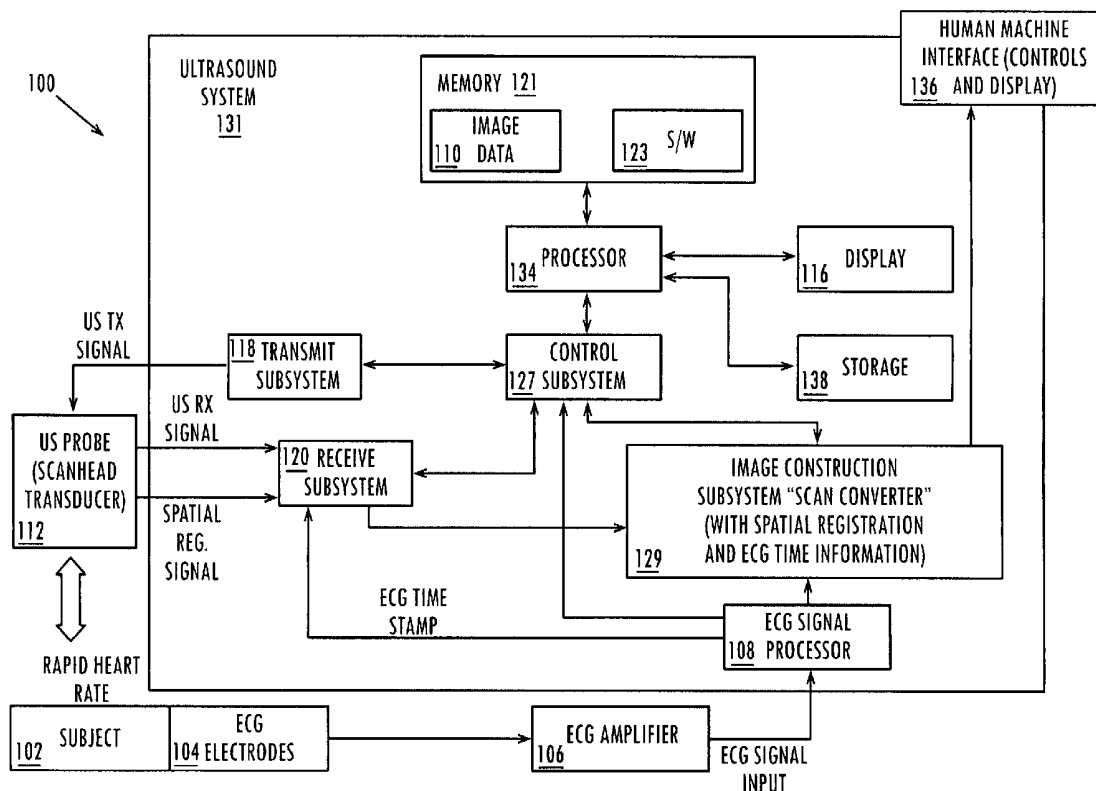 100
ULTRASOUND
SYSTEM
131
HUMAN MACHINE
INTERFACE (CONTROLS
136 AND DISPLAY)
MEMORY 121
IMAGE
110 DATA
S/W
123
PROCESSOR
134
DISPLAY
116
US TX
SIGNAL
118 TRANSMIT
SUBSYSTEM
CONTROL
127 SUBSYSTEM
STORAGE
138
US RX
SIGNAL
US PROBE
(SCANHEAD
TRANSDUCER)
112
120 RECEIVE
SUBSYSTEM
SPATIAL
REG.
SIGNAL
IMAGE CONSTRUCTION
SUBSYSTEM "SCAN CONVERTER"
(WITH SPATIAL REGISTRATION
AND ECG TIME INFORMATION)
129
ECG TIME
STAMP
ECG SIGNAL
108 PROCESSOR
RAPID HEART
RATE
SUBJECT
102
ECG
104 ELECTRODES
ECG AMPLIFIER
106
ECG SIGNAL
INPUT